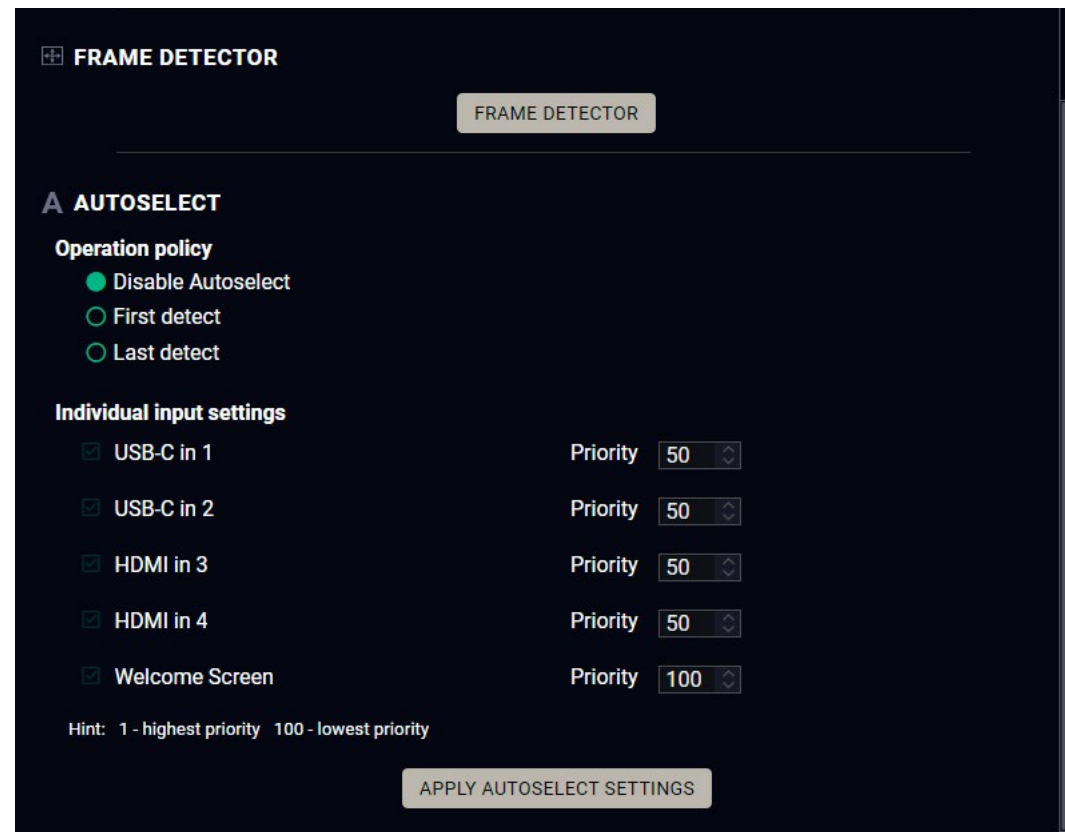 FRAME DETECTOR
FRAME DETECTOR
A AUTOSELECT
Operation policy
Disable Autoselect
First detect
Last detect
Individual input settings
USB-C in 1 Priority 50
USB-C in 2 Priority 50
HDMI in 3 Priority 50
HDMI in 4 Priority 50
Welcome Screen Priority 100
Hint: 1 - highest priority 100 - lowest priority
APPLY AUTOSELECT SETTINGS